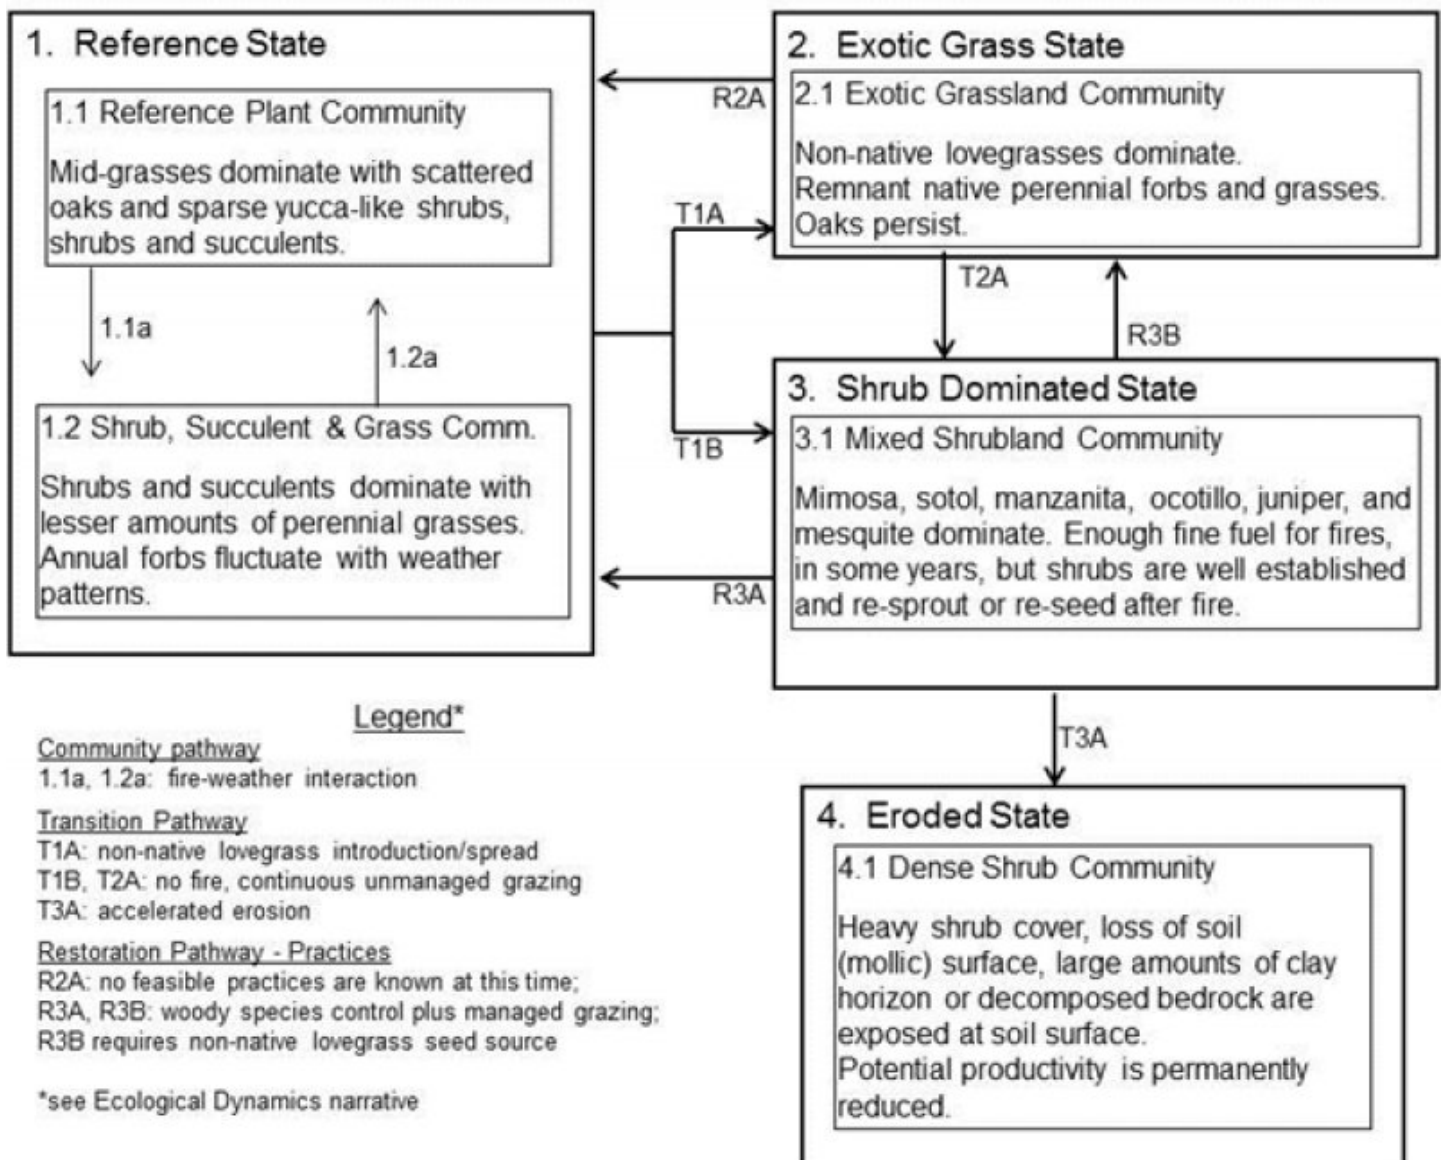 1. Reference State
1.1 Reference Plant Community
Mid-grasses dominate with scattered
oaks and sparse yucca-like shrubs,
shrubs and succulents.
1.1a
1.2a
1.2 Shrub, Succulent & Grass Comm.
Shrubs and succulents dominate with
lesser amounts of perennial grasses.
Annual forbs fluctuate with weather
patterns.
R2A
T1A
T1B
R3A
2. Exotic Grass State
2.1 Exotic Grassland Community
Non-native lovegrasses dominate.
Remnant native perennial forbs and grasses.
Oaks persist.
T2A
R3B
3. Shrub Dominated State
3.1 Mixed Shrubland Community
Mimosa, sotol, manzanita, ocotillo, juniper, and
mesquite dominate. Enough fine fuel for fires,
in some years, but shrubs are well established
and re-sprout or re-seed after fire.
T3A
4. Eroded State
4.1 Dense Shrub Community
Heavy shrub cover, loss of soil
(mollic) surface, large amounts of clay
horizon or decomposed bedrock are
exposed at soil surface.
Potential productivity is permanently
reduced.
Legend*
Community pathway
1.1a, 1.2a: fire-weather interaction
Transition Pathway
T1A: non-native lovegrass introduction/spread
T1B, T2A: no fire, continuous unmanaged grazing
T3A: accelerated erosion
Restoration Pathway - Practices
R2A: no feasible practices are known at this time;
R3A, R3B: woody species control plus managed grazing;
R3B requires non-native lovegrass seed source
*see Ecological Dynamics narrative